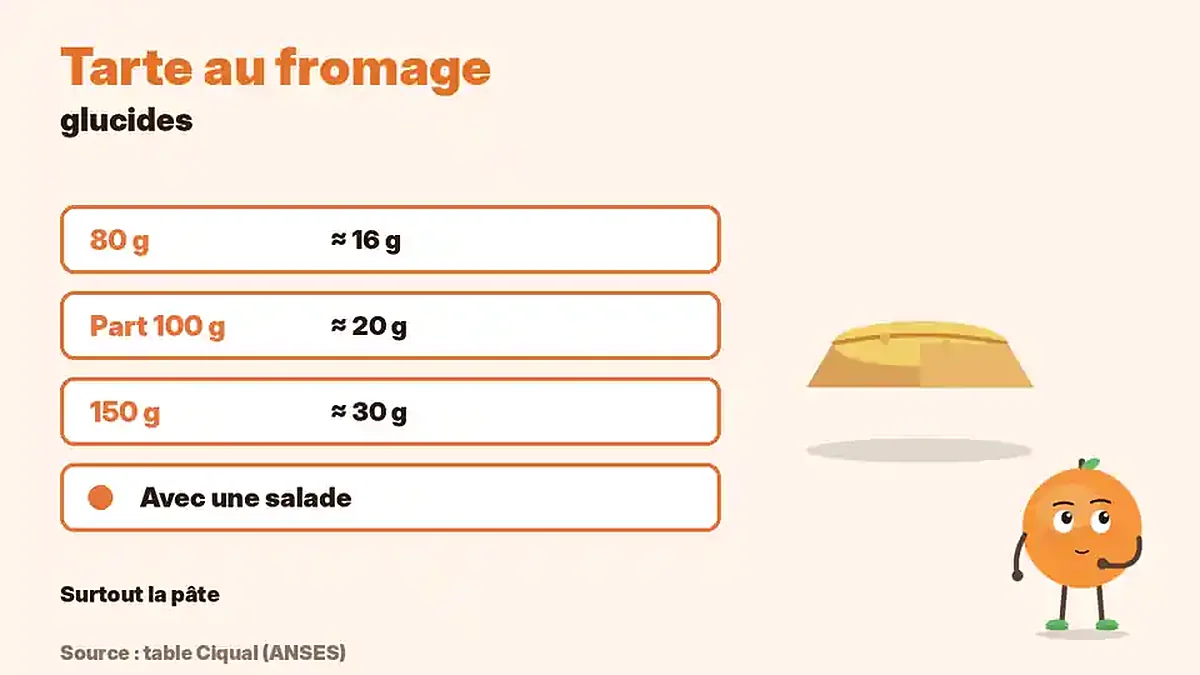 Tarte au fromage
glucides
80 g ≈ 16 g
Part 100 g ≈ 20 g
150 g ≈ 30 g
Avec une salade
Surtout la pâte
Source : table Ciqual (ANSES)